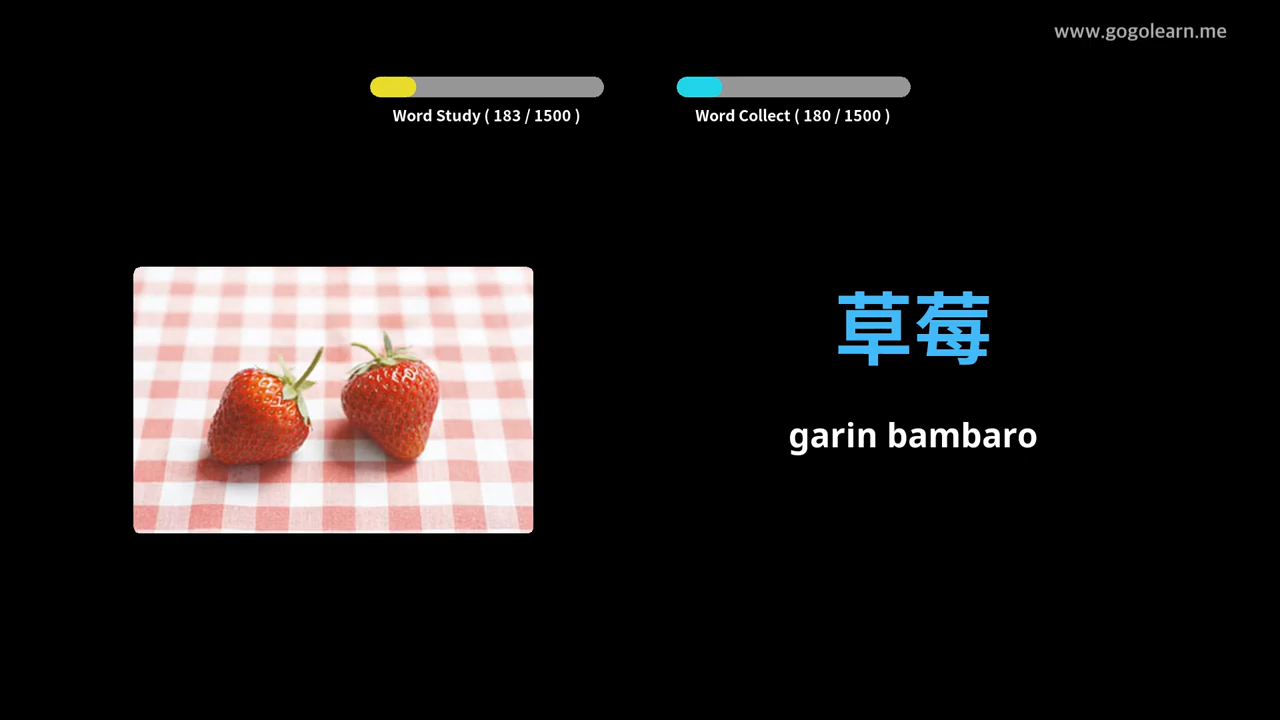 www.gogolearn.me
Word Study ( 183 / 1500 )
Word Collect ( 180 / 1500 )
草莓
garin bambaro